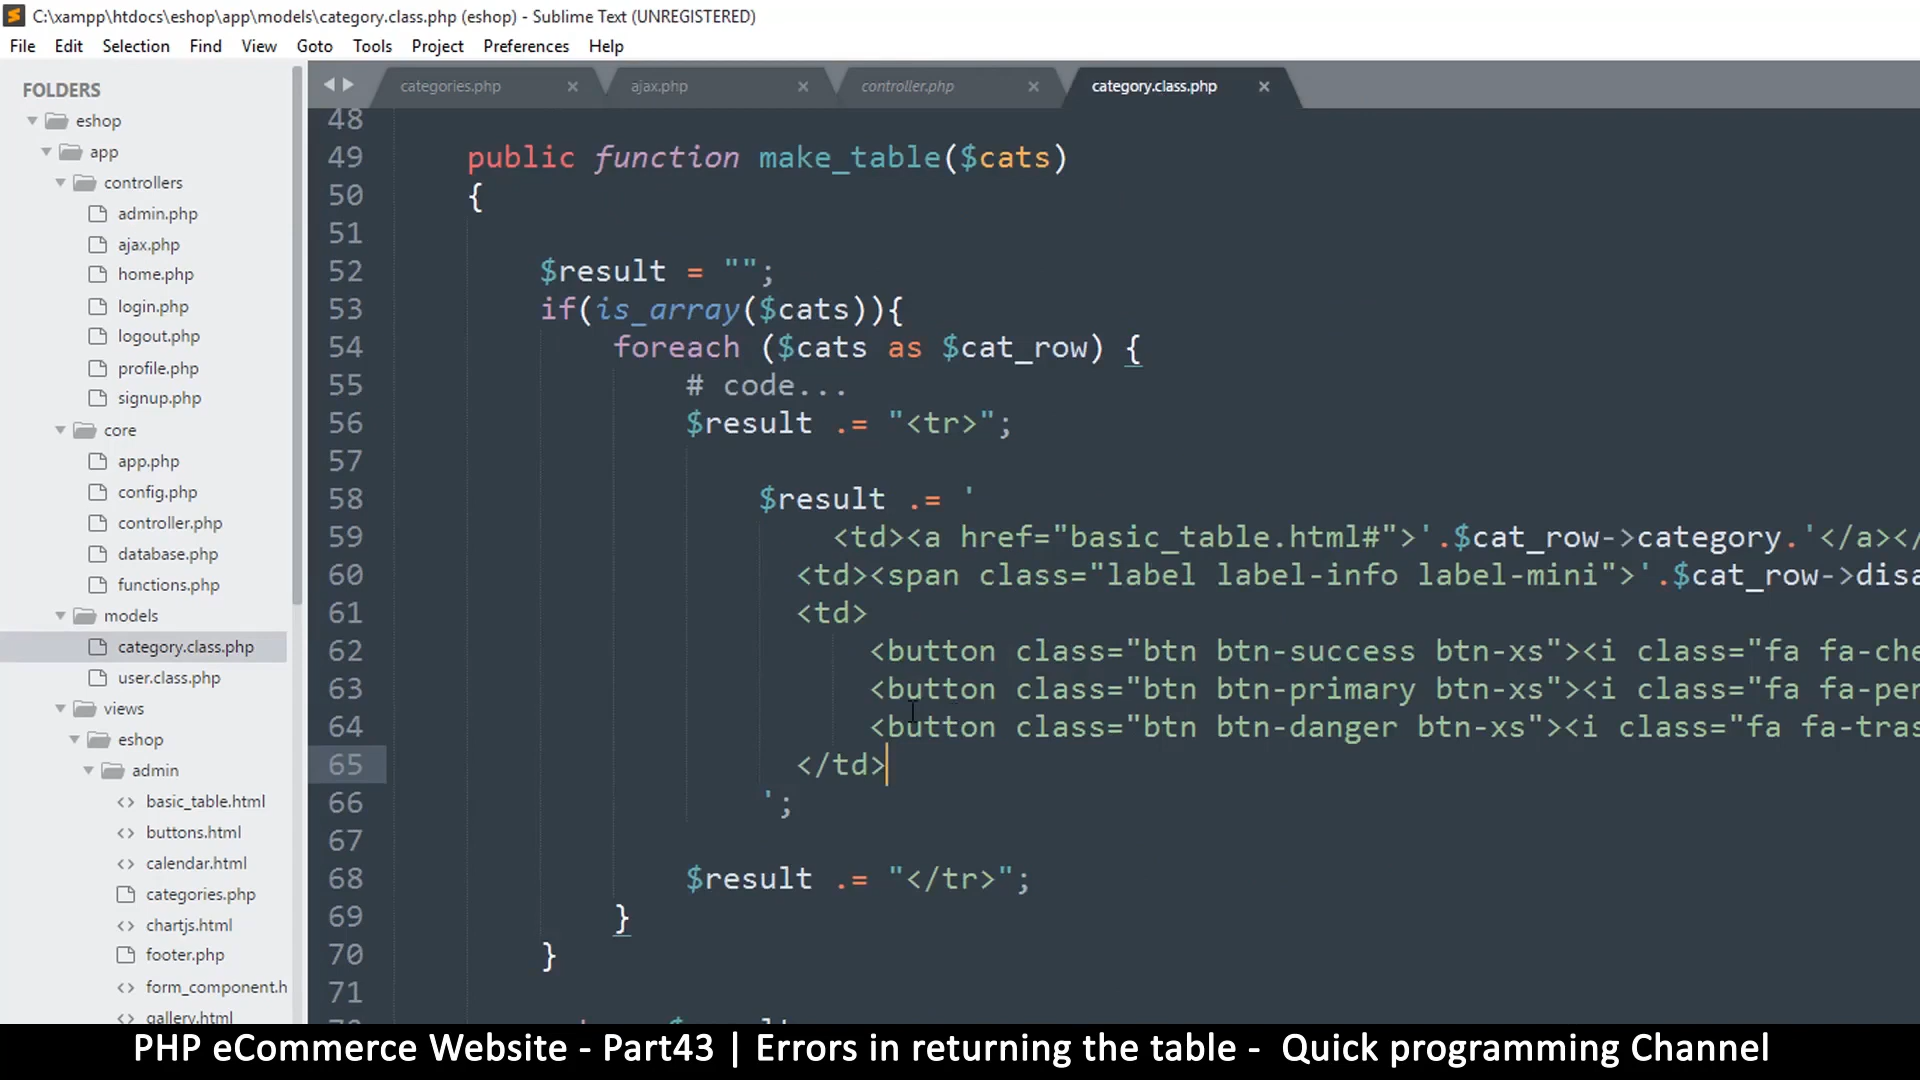 C:\xampp\htdocs\eshop\app\models\category.class.php (eshop) - Sublime Text (UNREGISTERED)
File Edit Selection Find View Goto Tools Project Preferences Help
FOLDERS
eshop
app
controllers
admin.php
ajax.php
home.php
login.php
logout.php
profile.php
signup.php
core
app.php
config.php
controller.php
database.php
functions.php
models
category.class.php
user.class.php
views
eshop
admin
basic_table.html
buttons.html
calendar.html
categories.php
chartjs.html
footer.php
form_component.h
gallery.html
categories.php ajax.php controller.php category.class.php
48
49 public function make_table($cats)
50 {
51
52 $result = "";
53 if(is_array($cats)){
54 foreach ($cats as $cat_row) {
55 # code...
56 $result .= "<tr>";
57
58 $result .= '
59 <td><a href="basic_table.html#">'.$cat_row->category.'</a></
60 <td><span class="label label-info label-mini">'.$cat_row->disa
61 <td>
62 <button class="btn btn-success btn-xs"><i class="fa fa-che
63 <button class="btn btn-primary btn-xs"><i class="fa fa-pen
64 <button class="btn btn-danger btn-xs"><i class="fa fa-tras
65 </td>
66 ';
67
68 $result .= "</tr>";
69 }
70 }
71
PHP eCommerce Website - Part43 | Errors in returning the table - Quick programming Channel